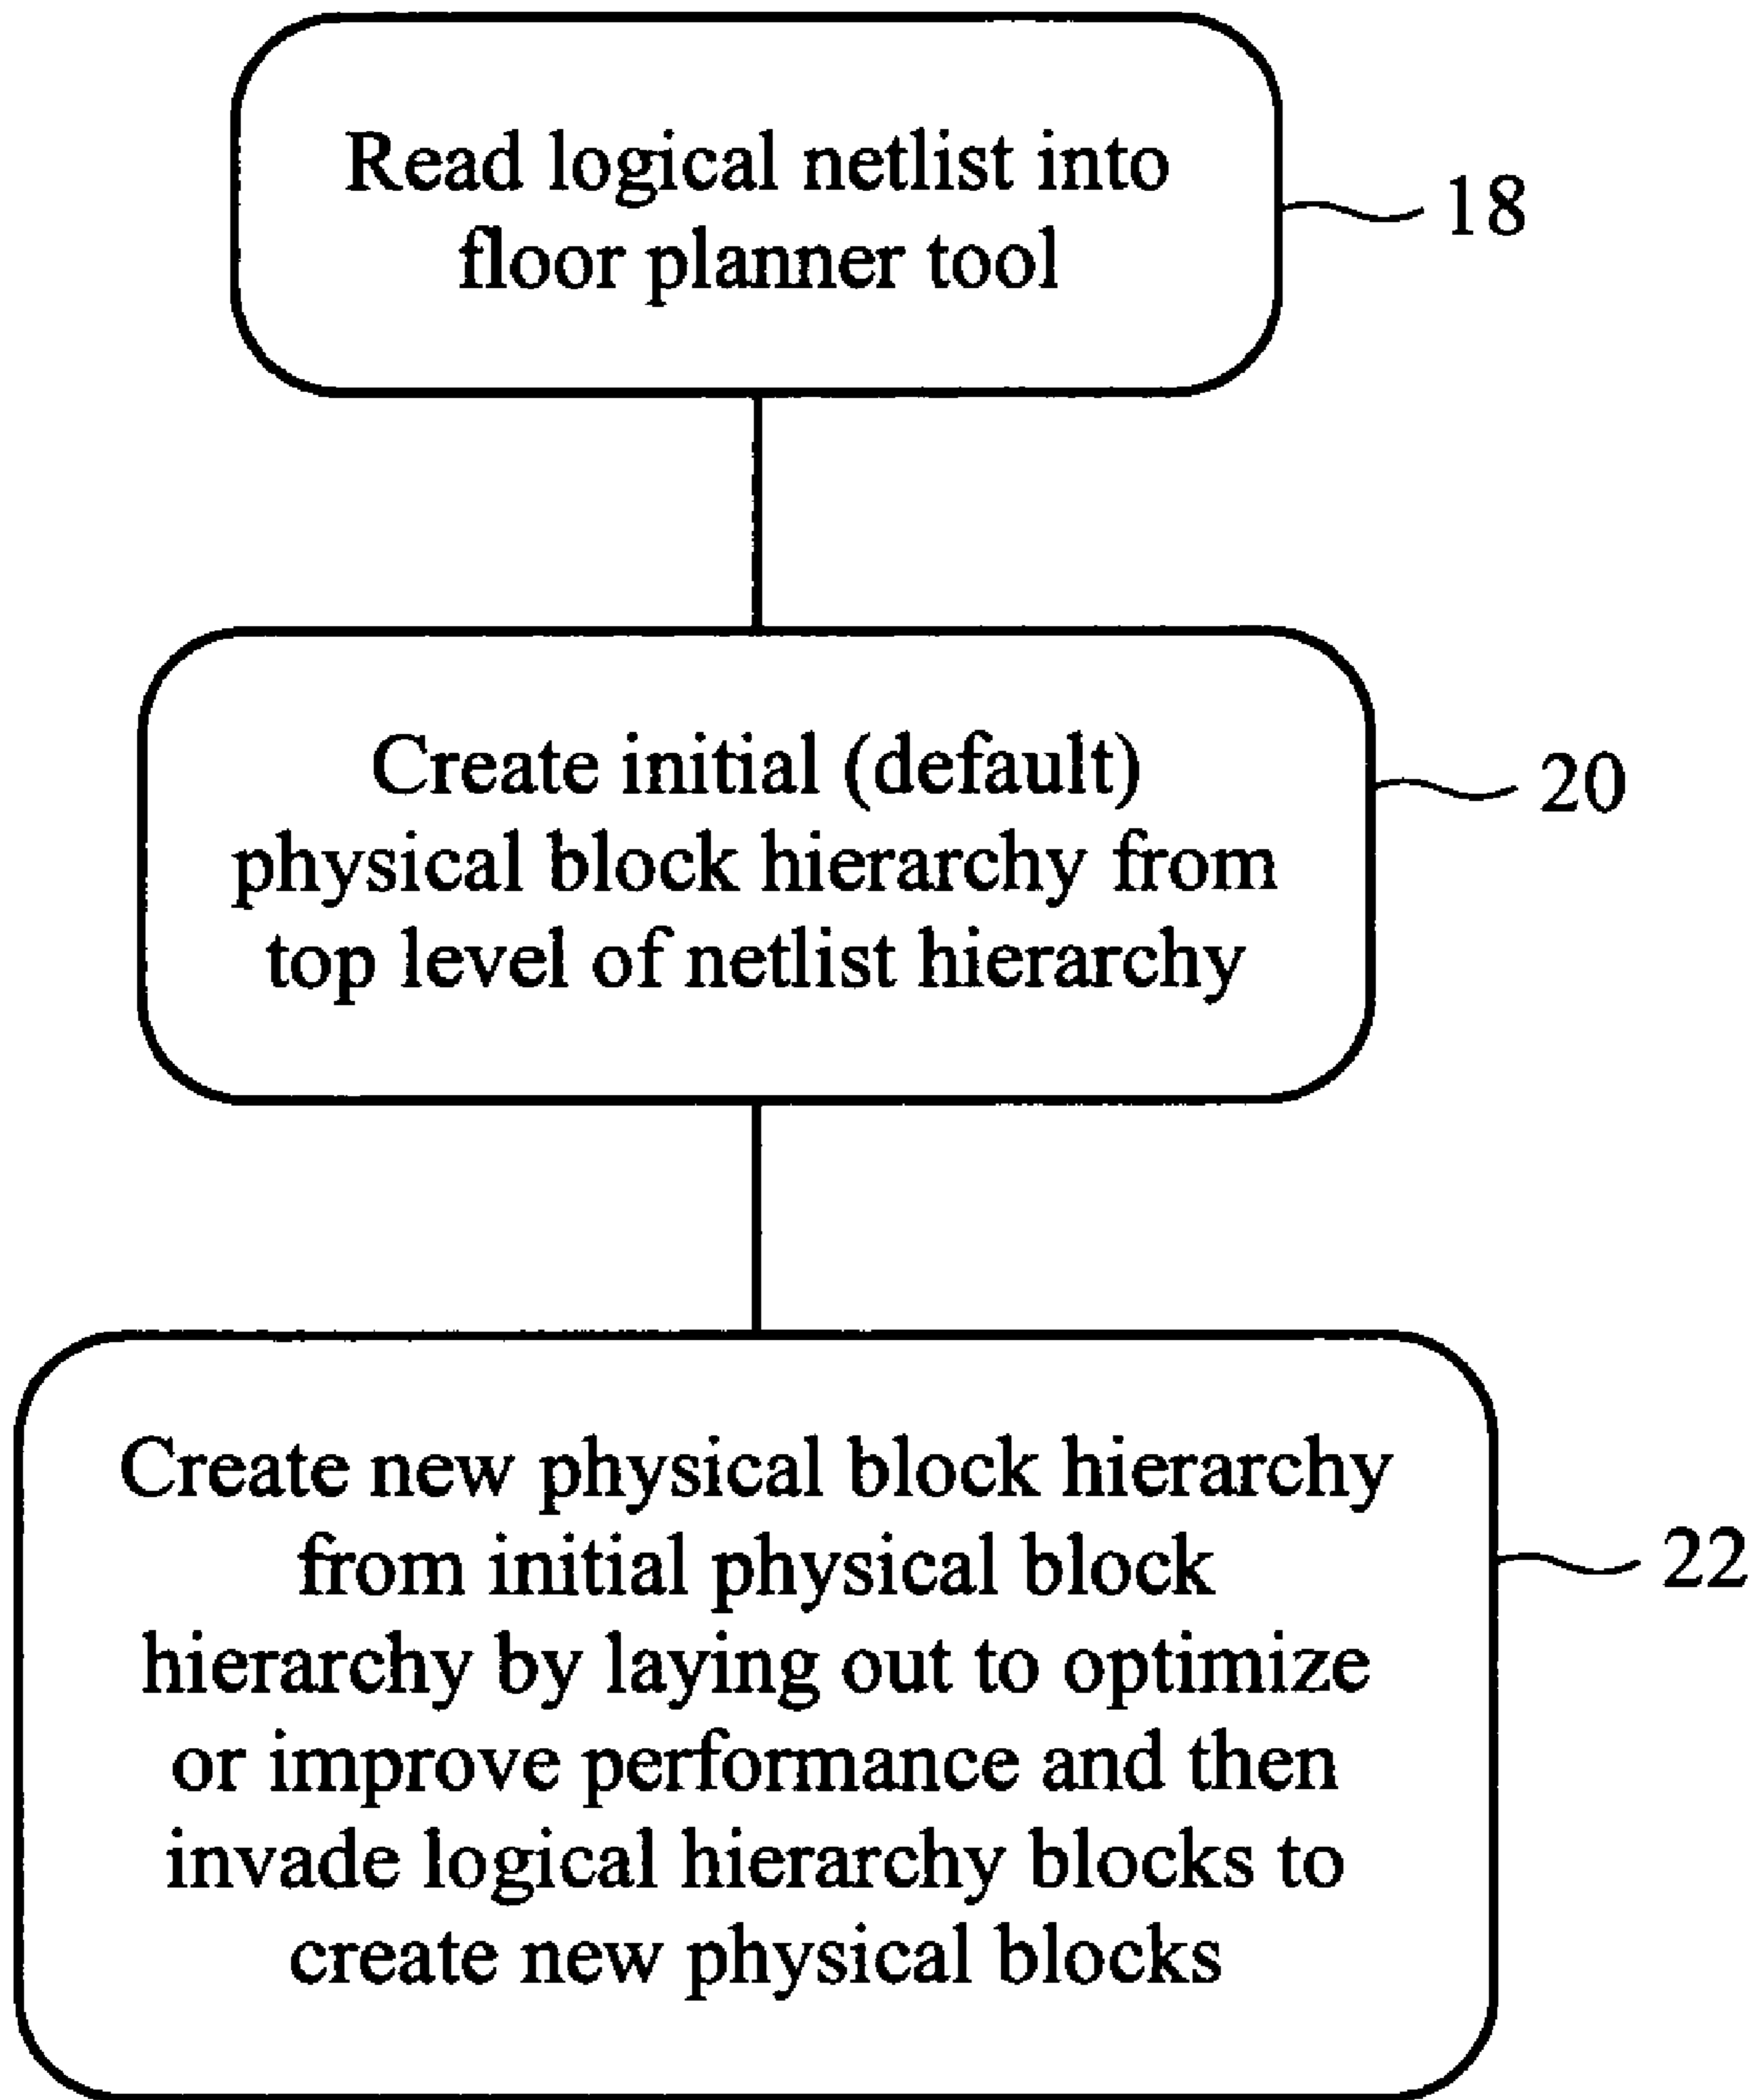 Read logical netlist into
floor planner tool
18
Create initial (default)
physical block hierarchy from
top level of netlist hierarchy
20
Create new physical block hierarchy
from initial physical block
hierarchy by laying out to optimize
or improve performance and then
invade logical hierarchy blocks to
create new physical blocks
22